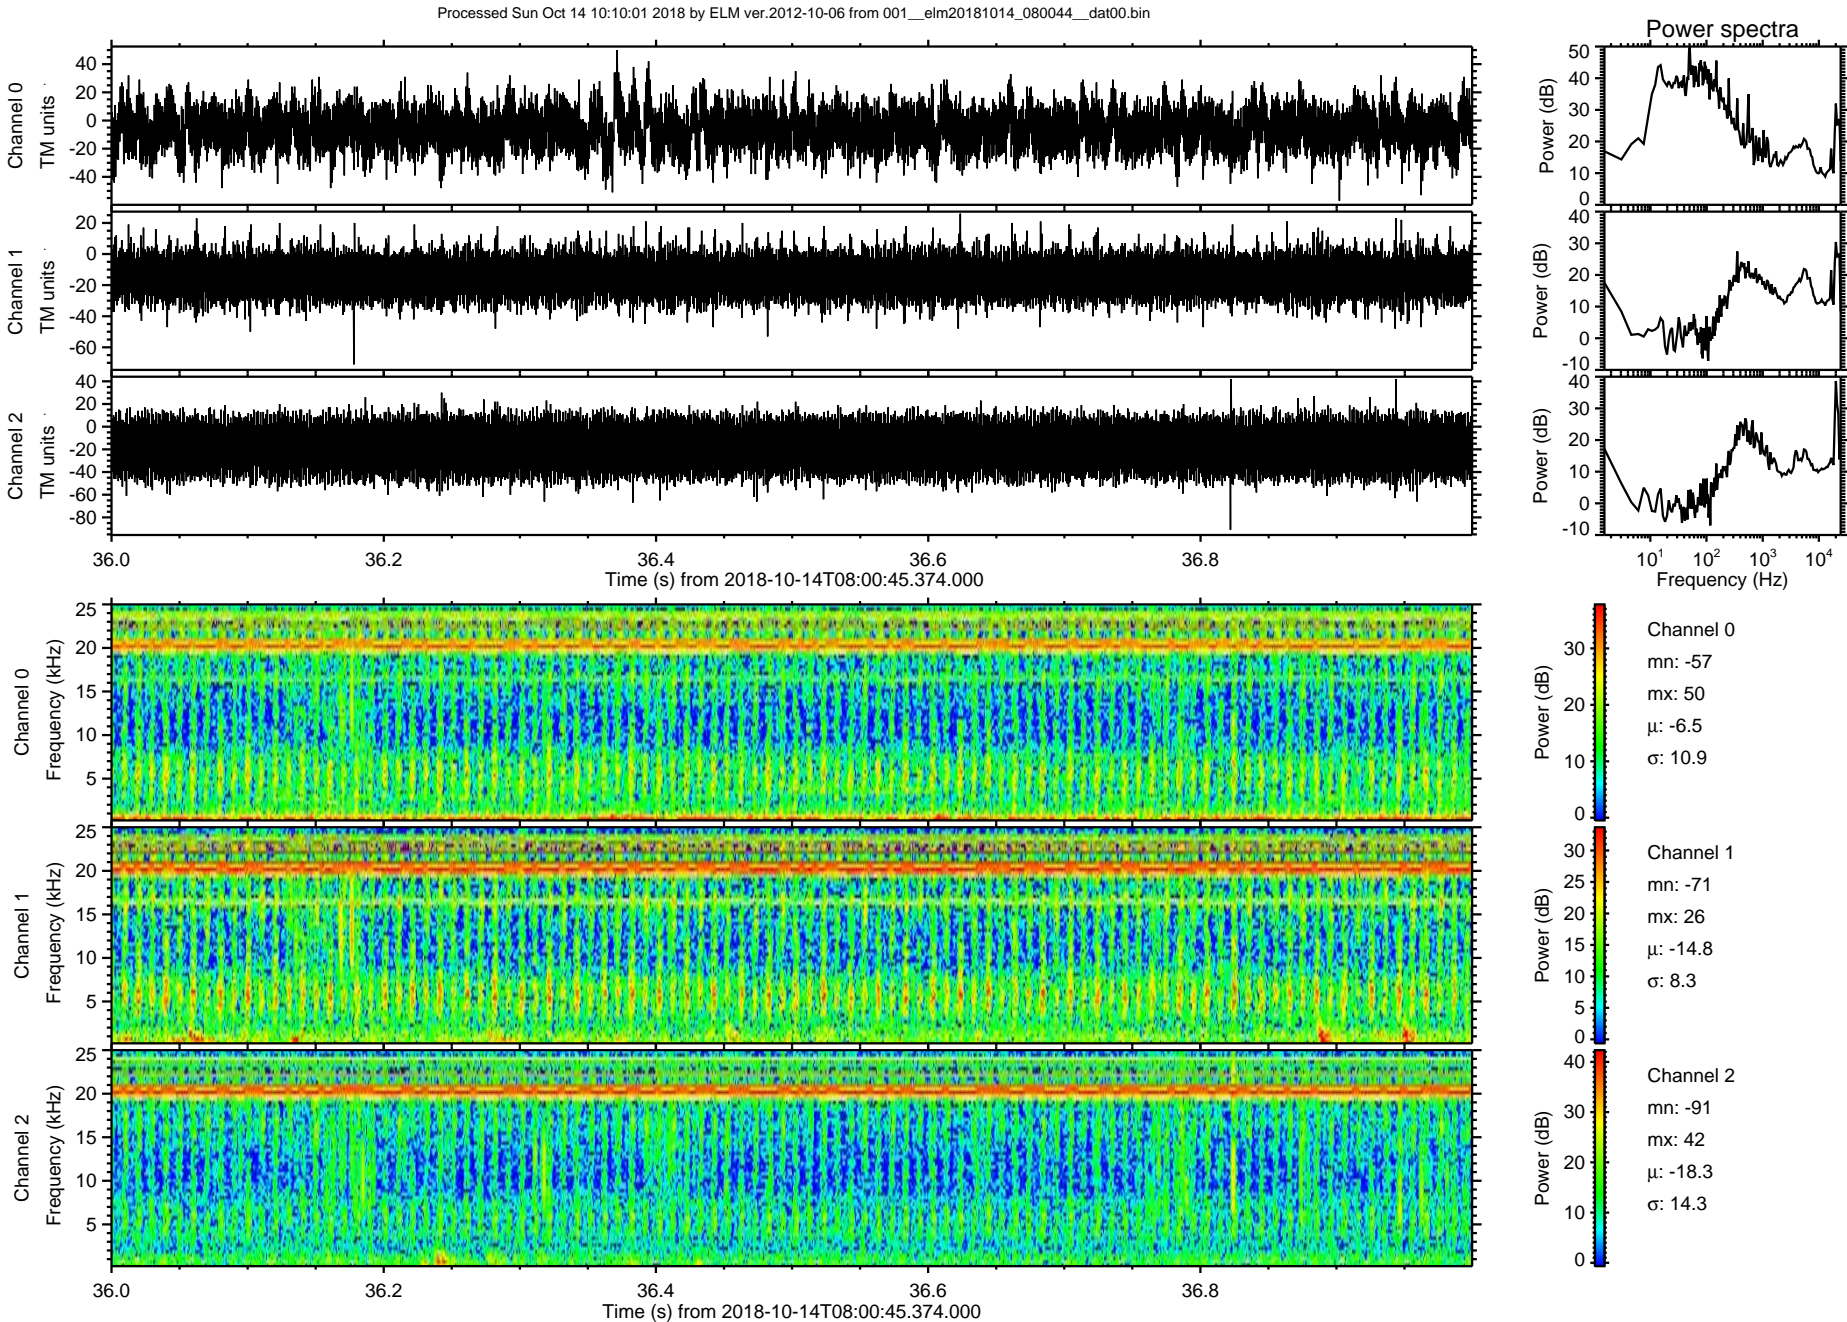 Processed Sun Oct 14 10:10:01 2018 by ELM ver.2012-10-06 from 001__elm20181014_080044__dat00.bin
Power spectra
Channel 0
TM units
40
20
0
-20
-40
Power (dB)
50
40
30
20
10
0
Channel 1
TM units
20
0
-20
-40
-60
Power (dB)
40
30
20
10
0
-10
Channel 2
TM units
40
20
0
-20
-40
-60
-80
Power (dB)
40
30
20
10
0
-10
36.0 36.2 36.4 36.6 36.8
Time (s) from 2018-10-14T08:00:45.374.000
10^1 10^2 10^3 10^4
Frequency (Hz)
Channel 0
Frequency (kHz)
25
20
15
10
5
Power (dB)
30
20
10
0
Channel 0
mn: -57
mx: 50
μ: -6.5
σ: 10.9
Channel 1
Frequency (kHz)
25
20
15
10
5
Power (dB)
30
25
20
15
10
5
0
Channel 1
mn: -71
mx: 26
μ: -14.8
σ: 8.3
Channel 2
Frequency (kHz)
25
20
15
10
5
Power (dB)
40
30
20
10
0
Channel 2
mn: -91
mx: 42
μ: -18.3
σ: 14.3
36.0 36.2 36.4 36.6 36.8
Time (s) from 2018-10-14T08:00:45.374.000